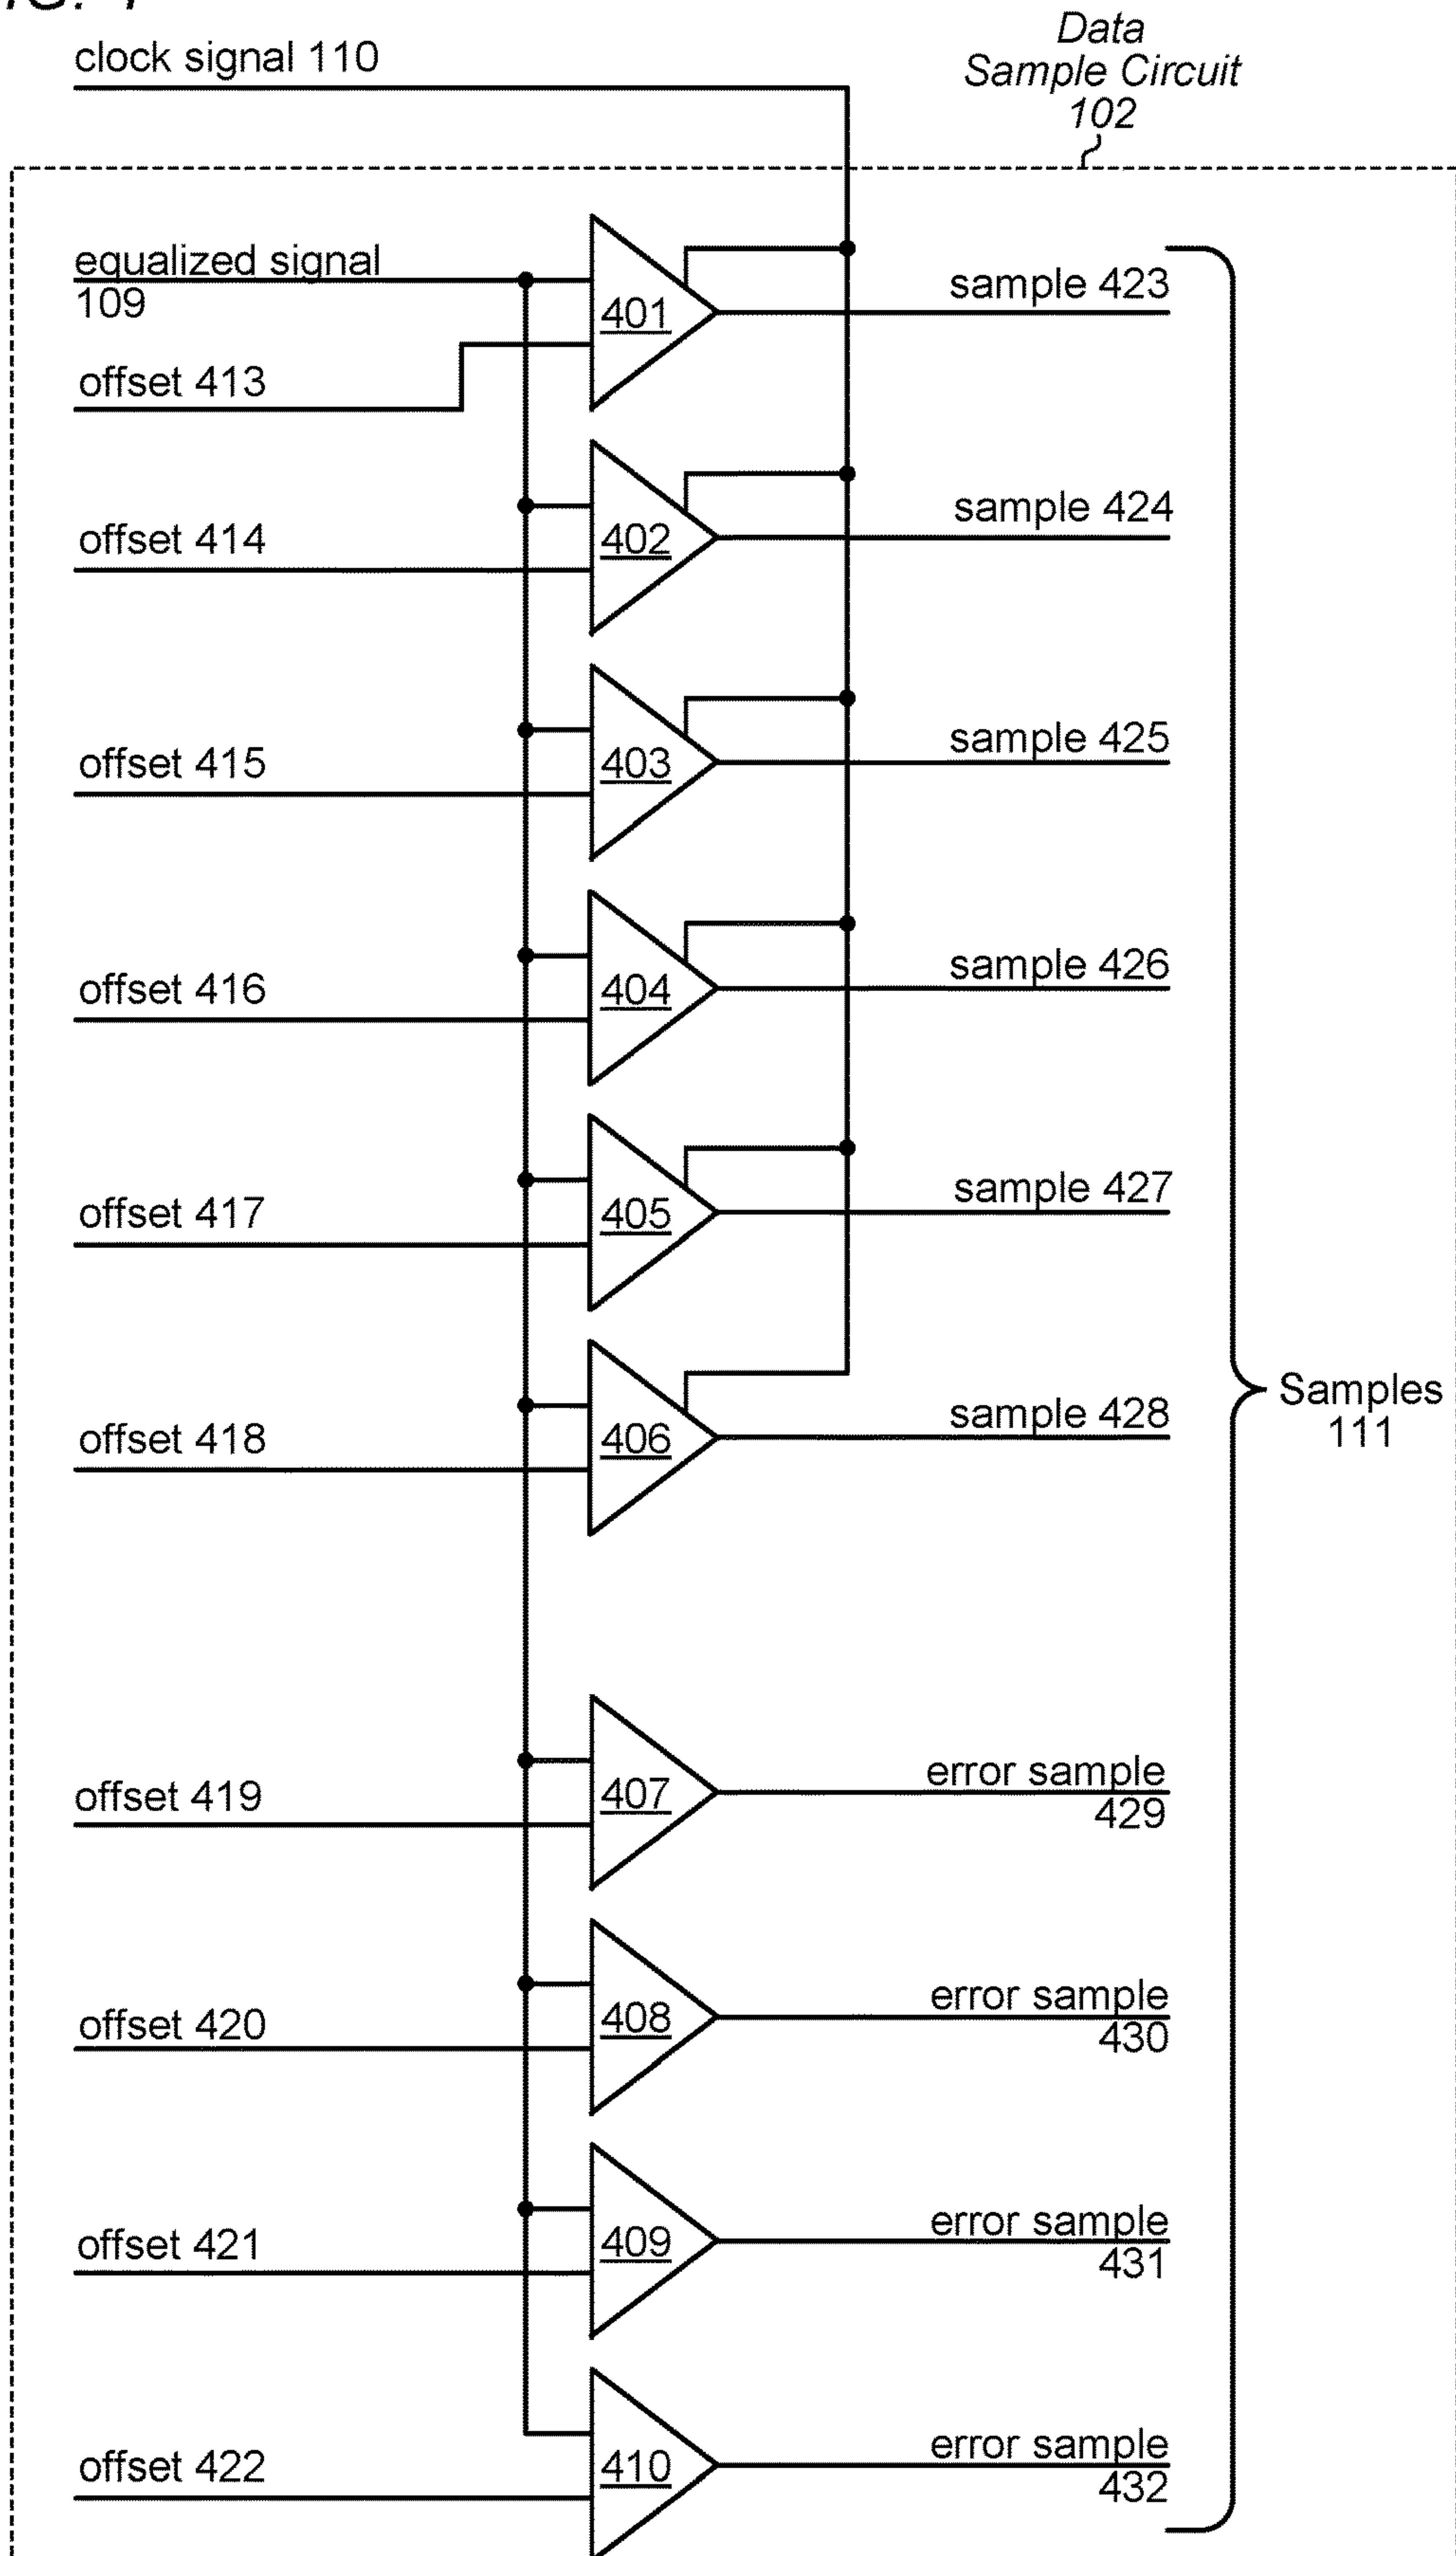 clock signal 110
Data
Sample Circuit
102
equalized signal
109
401
sample 423
offset 413
402
sample 424
offset 414
403
sample 425
offset 415
404
sample 426
offset 416
405
sample 427
offset 417
406
sample 428
offset 418
Samples
111
407
error sample
429
offset 419
408
error sample
430
offset 420
409
error sample
431
offset 421
410
error sample
432
offset 422